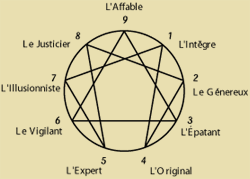 L'Affable
9
8
1
Le Justicier
L'Intègre
7
2
L'Illusionniste
Le Génereux
6
3
Le Vigilant
L'Épatant
5
4
L'Expert
L'Original